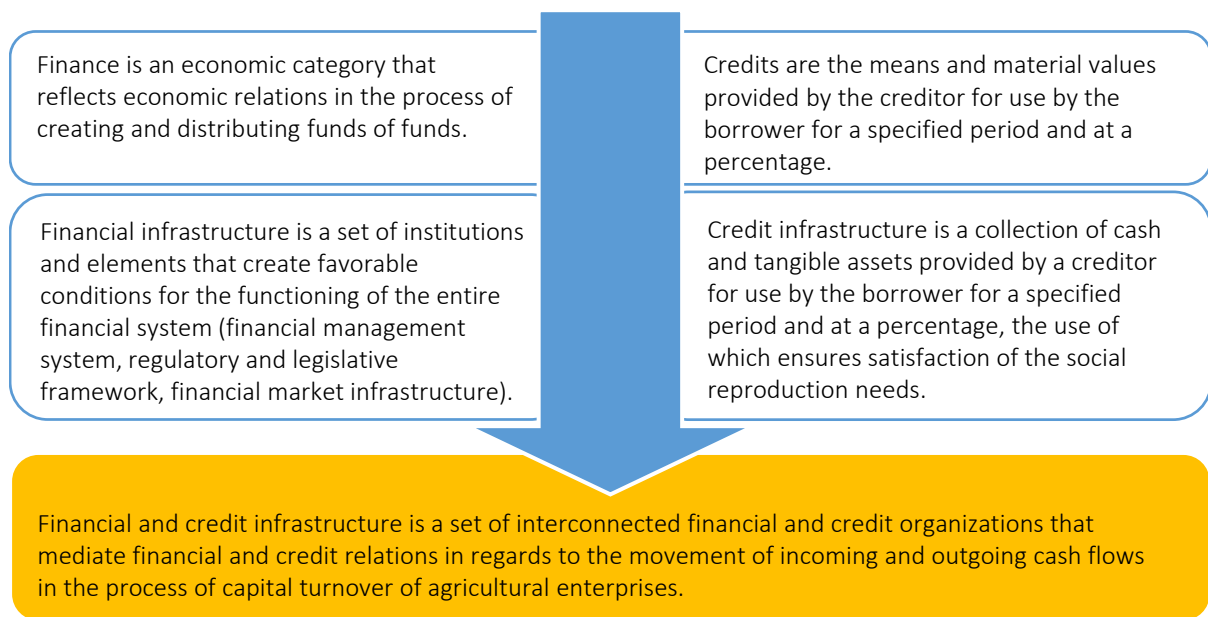 Finance is an economic category that
reflects economic relations in the process of
creating and distributing funds of funds.
Credits are the means and material values
provided by the creditor for use by the
borrower for a specified period and at a
percentage.
Financial infrastructure is a set of institutions
and elements that create favorable
conditions for the functioning of the entire
financial system (financial management
system, regulatory and legislative
framework, financial market infrastructure).
Credit infrastructure is a collection of cash
and tangible assets provided by a creditor
for use by the borrower for a specified
period and at a percentage, the use of
which ensures satisfaction of the social
reproduction needs.
Financial and credit infrastructure is a set of interconnected financial and credit organizations that
mediate financial and credit relations in regards to the movement of incoming and outgoing cash flows
in the process of capital turnover of agricultural enterprises.